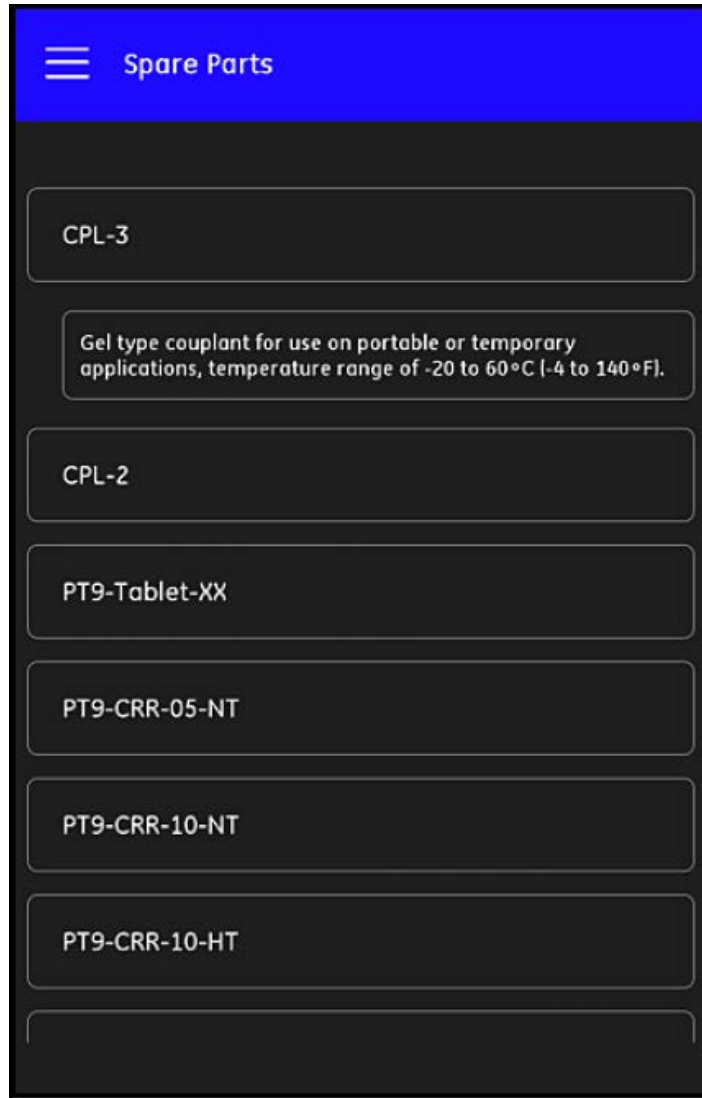 Spare Parts
CPL-3
Gel type couplant for use on portable or temporary
applications, temperature range of -20 to 60°C (-4 to 140°F).
CPL-2
PT9-Tablet-XX
PT9-CRR-05-NT
PT9-CRR-10-NT
PT9-CRR-10-HT